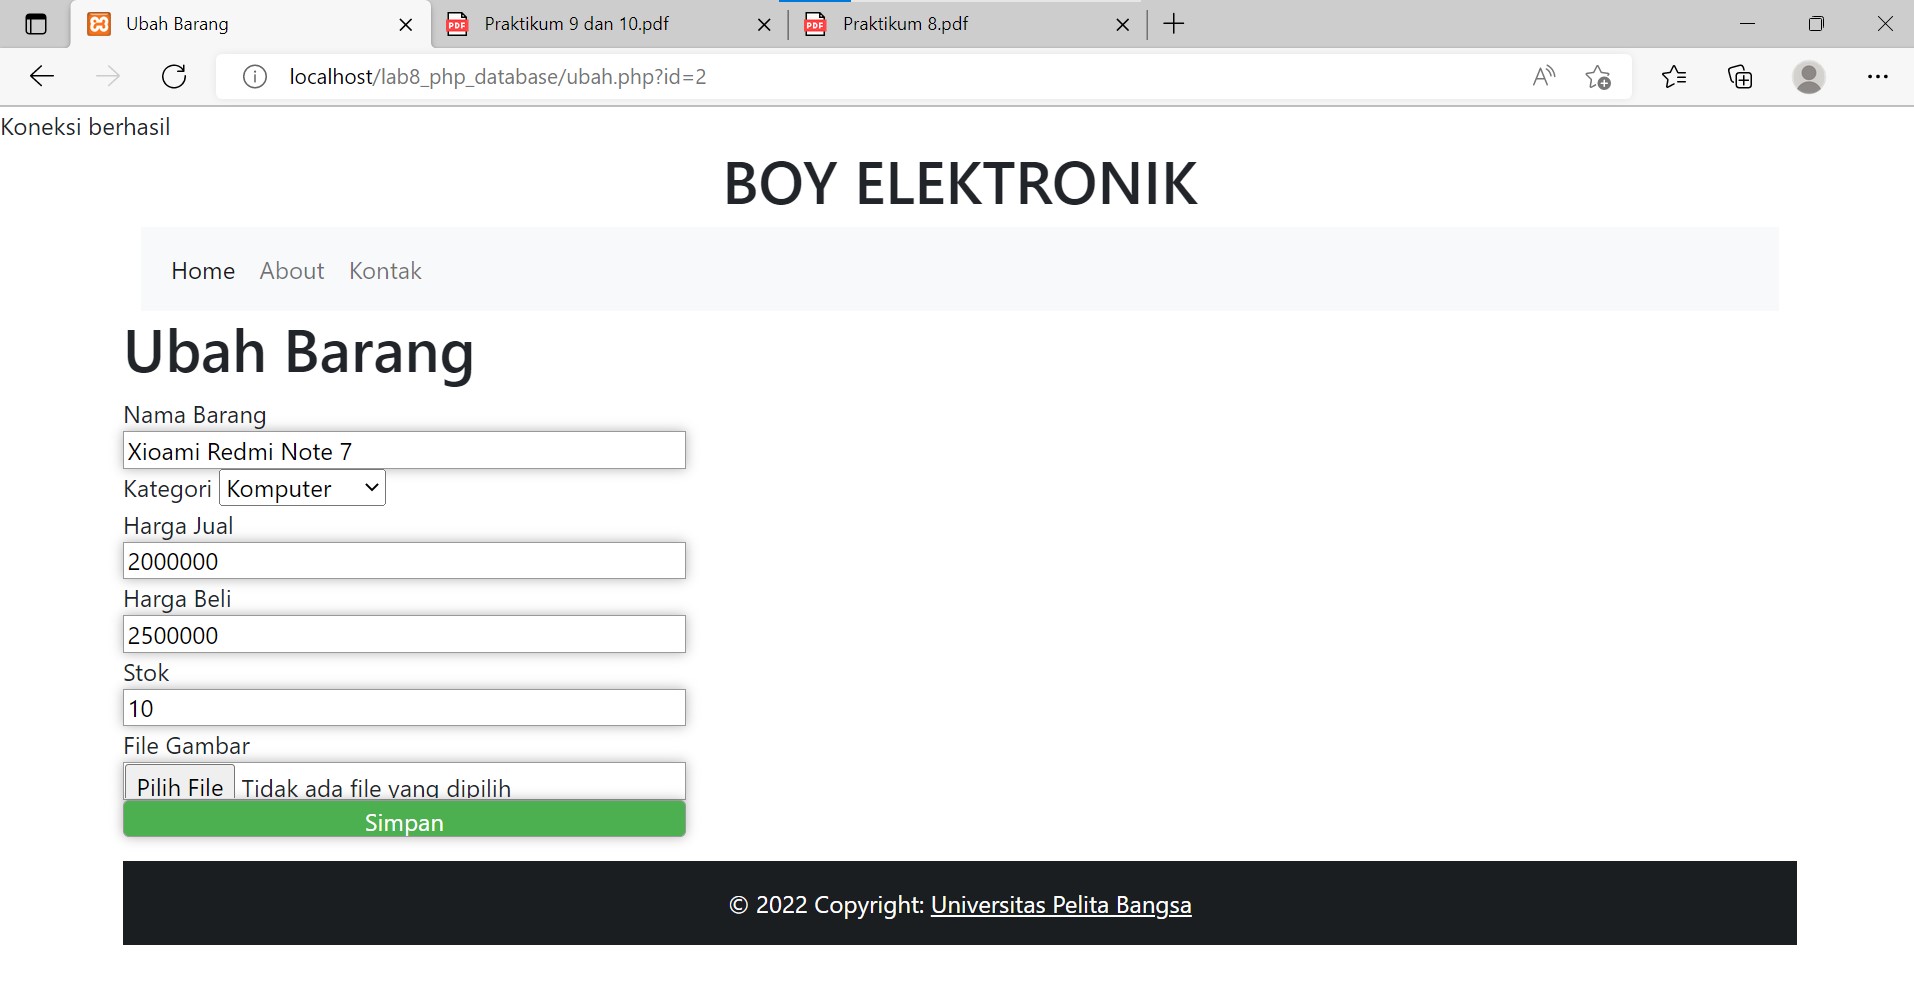 Ubah Barang
Praktikum 9 dan 10.pdf
Praktikum 8.pdf
localhost/lab8_php_database/ubah.php?id=2
Koneksi berhasil
BOY ELEKTRONIK
Home About Kontak
Ubah Barang
Nama Barang
Xioami Redmi Note 7
Kategori Komputer
Harga Jual
2000000
Harga Beli
2500000
Stok
10
File Gambar
Pilih File Tidak ada file yang dipilih
Simpan
© 2022 Copyright: Universitas Pelita Bangsa